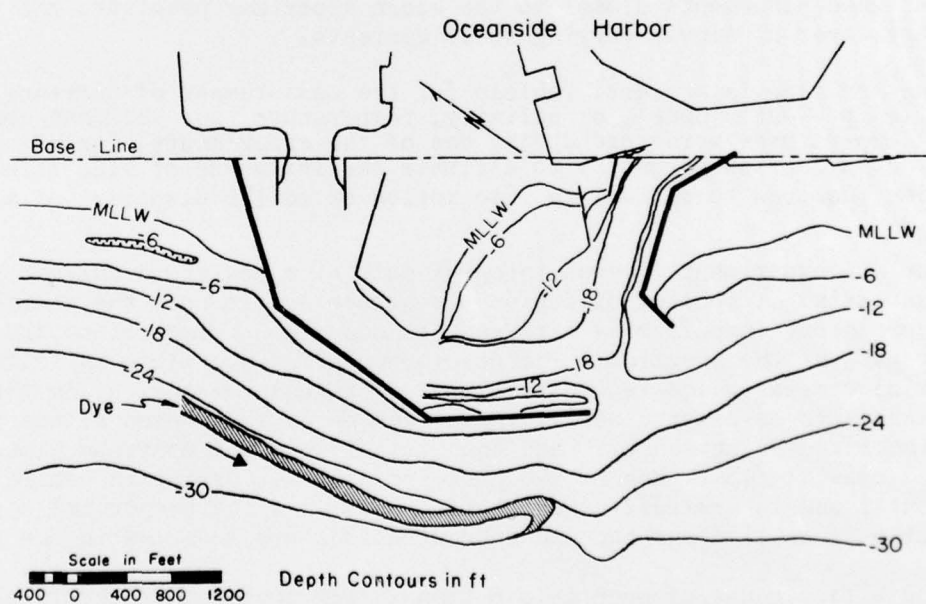 Oceanside Harbor
N
Base Line
MLLW
-6
-12
-18
-24
Dye
-30
MLLW
-6
-12
-18
-18
-12
MLLW
-6
-12
-18
-24
-30
Scale in Feet
400 0 400 800 1200
Depth Contours in ft